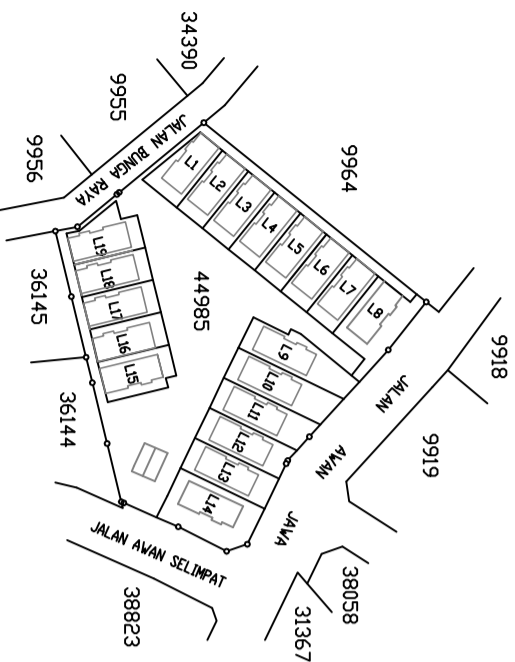 34390
9955
9956
JALAN BUNGA RAYA
9964
L1
L2
L3
L4
L5
L6
L7
L8
44985
L19
L18
L17
L16
L15
36145
36144
L9
L10
L11
L12
L13
L14
JALAN AWAN JAWA
9918
9919
JALAN AWAN SELIMPAT
38823
38058
31367